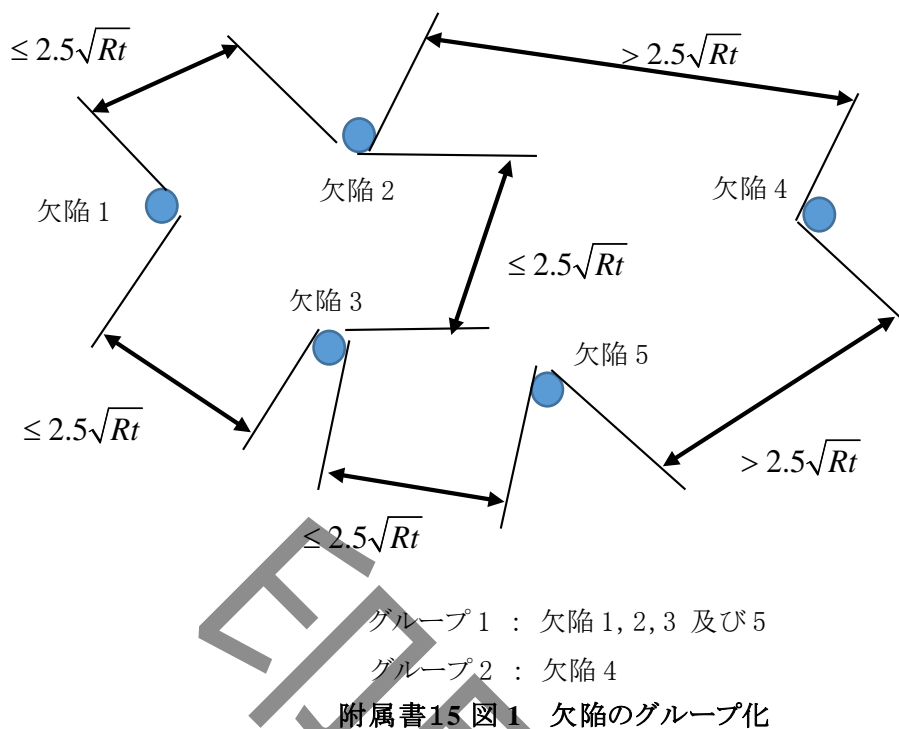 ≤ 2.5√Rt
> 2.5√Rt
欠陥 2
欠陥 4
欠陥 1
≤ 2.5√Rt
欠陥 3
欠陥 5
≤ 2.5√Rt
> 2.5√Rt
≤ 2.5√Rt
グループ 1 ： 欠陥 1, 2, 3 及び 5
グループ 2 ： 欠陥 4
附属書15 図 1 欠陥のグループ化